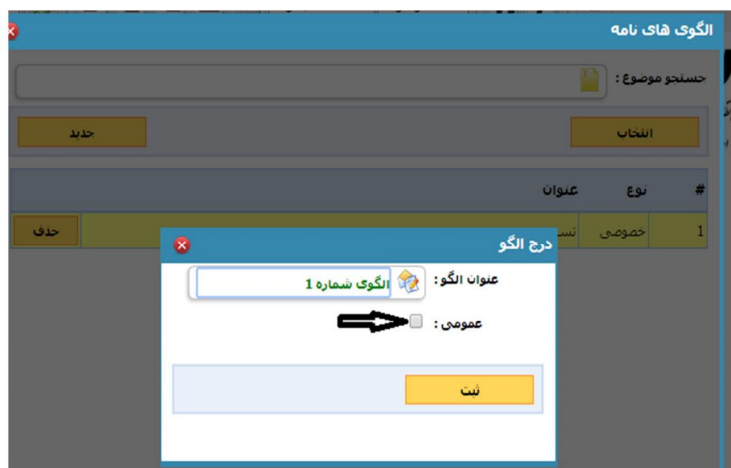 الگوی های نامه
جستجو موضوع :
انتخاب
جدید
# نوع عنوان
1 خصوصی تست حذف
درج الگو
عنوان الگو : الگوی شماره 1
عمومی :
ثبت